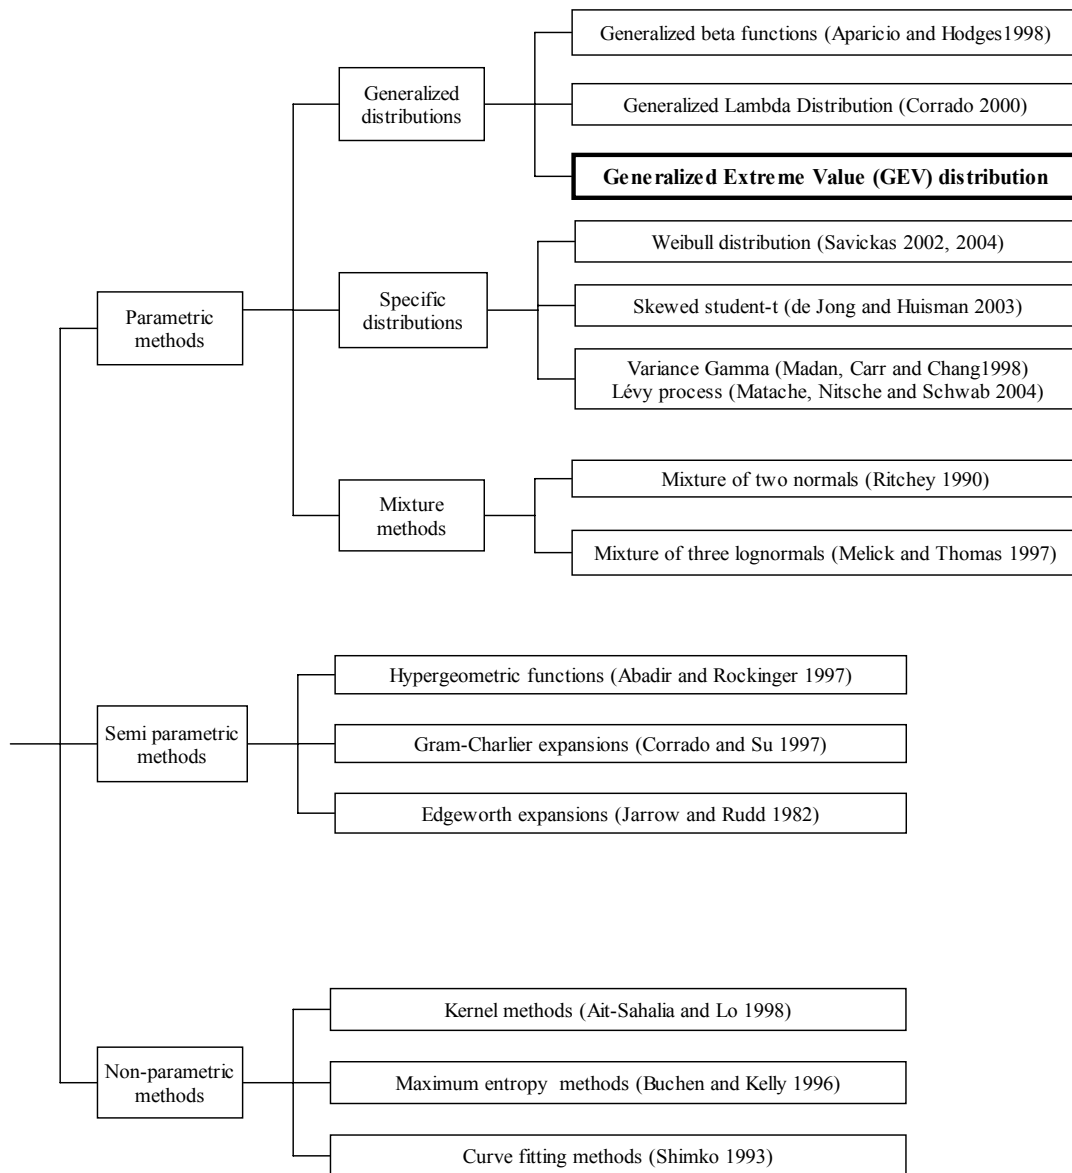 Generalized beta functions (Aparicio and Hodges1998)
Generalized
distributions
Generalized Lambda Distribution (Corrado 2000)
Generalized Extreme Value (GEV) distribution
Weibull distribution (Savickas 2002, 2004)
Parametric
methods
Specific
distributions
Skewed student-t (de Jong and Huisman 2003)
Variance Gamma (Madan, Carr and Chang1998)
Lévy process (Matache, Nitsche and Schwab 2004)
Mixture
methods
Mixture of two normals (Ritchey 1990)
Mixture of three lognormals (Melick and Thomas 1997)
Semi parametric
methods
Hypergeometric functions (Abadir and Rockinger 1997)
Gram-Charlier expansions (Corrado and Su 1997)
Edgeworth expansions (Jarrow and Rudd 1982)
Non-parametric
methods
Kernel methods (Ait-Sahalia and Lo 1998)
Maximum entropy methods (Buchen and Kelly 1996)
Curve fitting methods (Shimko 1993)